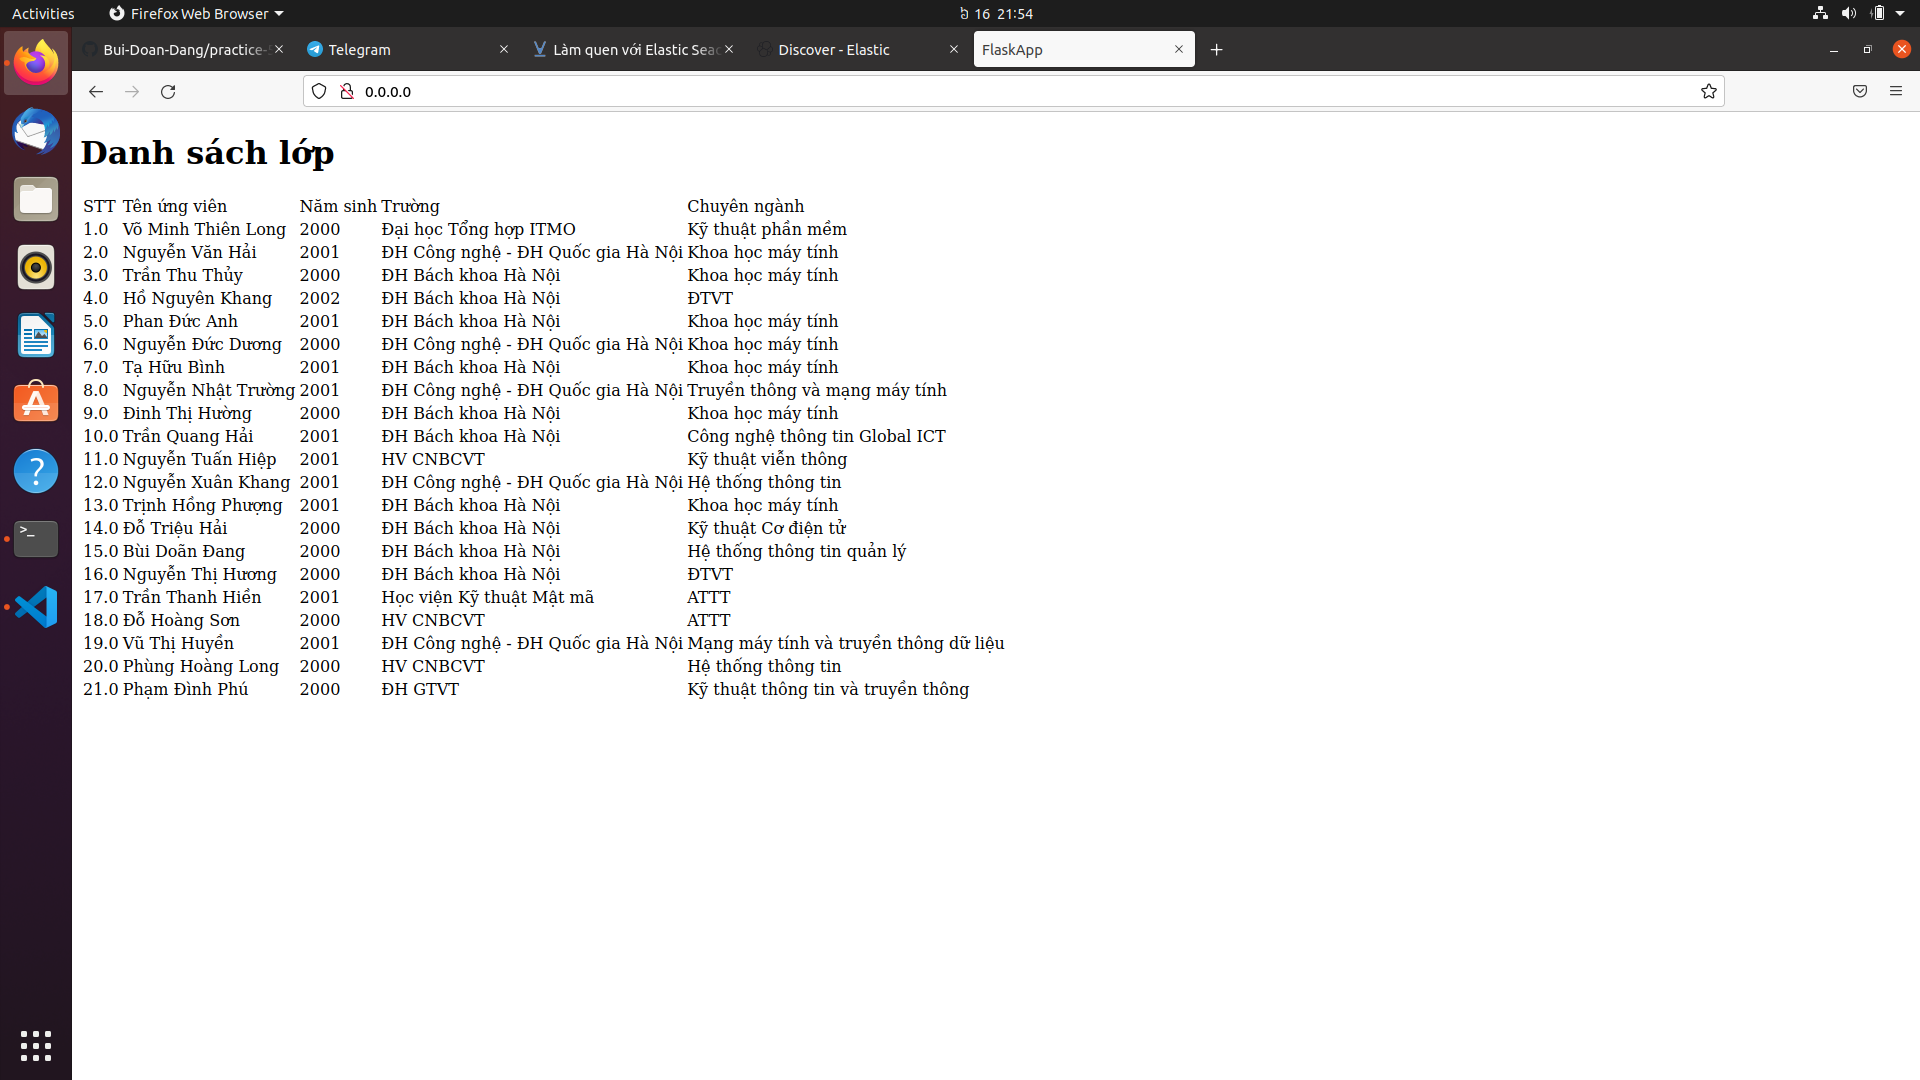 Activities Firefox Web Browser 16 21:54
Bui-Doan-Dang/practice- Telegram Làm quen với Elastic Seac Discover - Elastic FlaskApp
0.0.0.0
Danh sách lớp
STT Tên ứng viên Năm sinh Trường Chuyên ngành
1.0 Võ Minh Thiên Long 2000 Đại học Tổng hợp ITMO Kỹ thuật phần mềm
2.0 Nguyễn Văn Hải 2001 ĐH Công nghệ - ĐH Quốc gia Hà Nội Khoa học máy tính
3.0 Trần Thu Thủy 2000 ĐH Bách khoa Hà Nội Khoa học máy tính
4.0 Hồ Nguyên Khang 2002 ĐH Bách khoa Hà Nội ĐTVT
5.0 Phan Đức Anh 2001 ĐH Bách khoa Hà Nội Khoa học máy tính
6.0 Nguyễn Đức Dương 2000 ĐH Công nghệ - ĐH Quốc gia Hà Nội Khoa học máy tính
7.0 Tạ Hữu Bình 2001 ĐH Bách khoa Hà Nội Khoa học máy tính
8.0 Nguyễn Nhật Trường 2001 ĐH Công nghệ - ĐH Quốc gia Hà Nội Truyền thông và mạng máy tính
9.0 Đinh Thị Hường 2000 ĐH Bách khoa Hà Nội Khoa học máy tính
10.0 Trần Quang Hải 2001 ĐH Bách khoa Hà Nội Công nghệ thông tin Global ICT
11.0 Nguyễn Tuấn Hiệp 2001 HV CNBCVT Kỹ thuật viễn thông
12.0 Nguyễn Xuân Khang 2001 ĐH Công nghệ - ĐH Quốc gia Hà Nội Hệ thống thông tin
13.0 Trịnh Hồng Phượng 2001 ĐH Bách khoa Hà Nội Khoa học máy tính
14.0 Đỗ Triệu Hải 2000 ĐH Bách khoa Hà Nội Kỹ thuật Cơ điện tử
15.0 Bùi Doãn Đang 2000 ĐH Bách khoa Hà Nội Hệ thống thông tin quản lý
16.0 Nguyễn Thị Hương 2000 ĐH Bách khoa Hà Nội ĐTVT
17.0 Trần Thanh Hiền 2001 Học viện Kỹ thuật Mật mã ATTT
18.0 Đỗ Hoàng Sơn 2000 HV CNBCVT ATTT
19.0 Vũ Thị Huyền 2001 ĐH Công nghệ - ĐH Quốc gia Hà Nội Mạng máy tính và truyền thông dữ liệu
20.0 Phùng Hoàng Long 2000 HV CNBCVT Hệ thống thông tin
21.0 Phạm Đình Phú 2000 ĐH GTVT Kỹ thuật thông tin và truyền thông